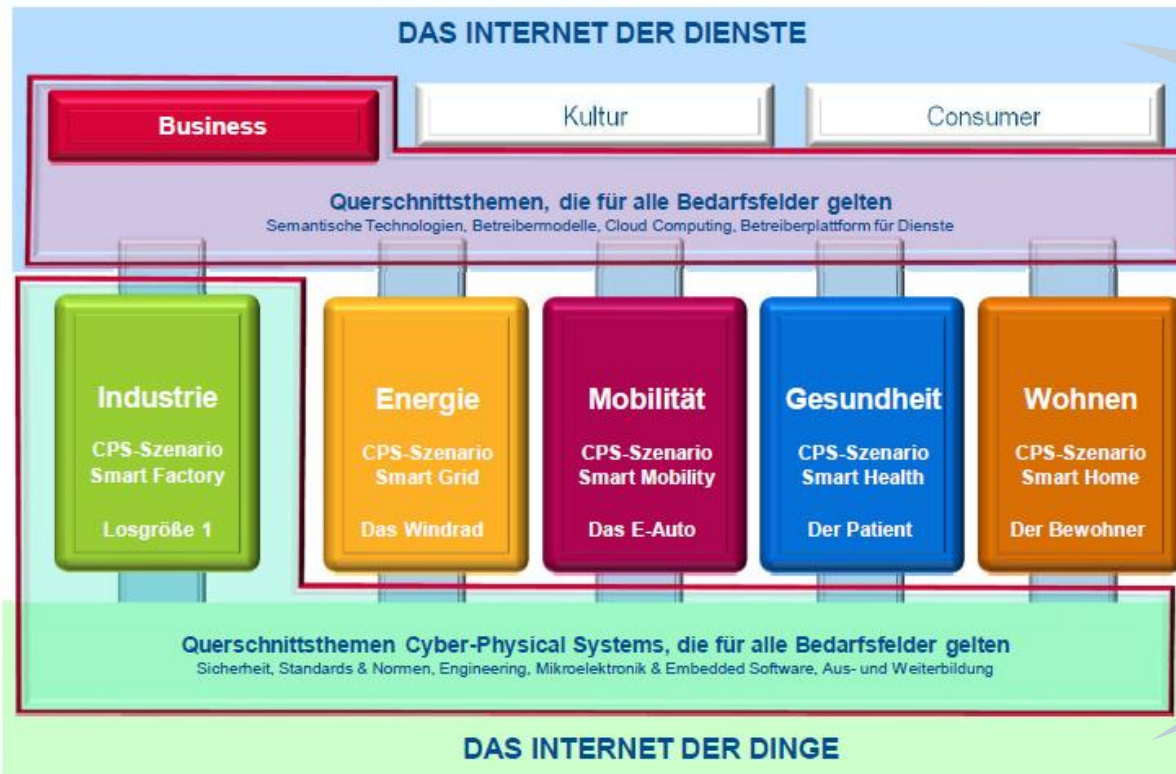 DAS INTERNET DER DIENSTE
Business
Kultur
Consumer
Querschnittsthemen, die für alle Bedarfsfelder gelten
Semantische Technologien, Betreibermodelle, Cloud Computing, Betreiberplattform für Dienste
Industrie
CPS-Szenario
Smart Factory
Losgröße 1
Energie
CPS-Szenario
Smart Grid
Das Windrad
Mobilität
CPS-Szenario
Smart Mobility
Das E-Auto
Gesundheit
CPS-Szenario
Smart Health
Der Patient
Wohnen
CPS-Szenario
Smart Home
Der Bewohner
Querschnittsthemen Cyber-Physical Systems, die für alle Bedarfsfelder gelten
Sicherheit, Standards & Normen, Engineering, Mikroelektronik & Embedded Software, Aus- und Weiterbildung
DAS INTERNET DER DINGE